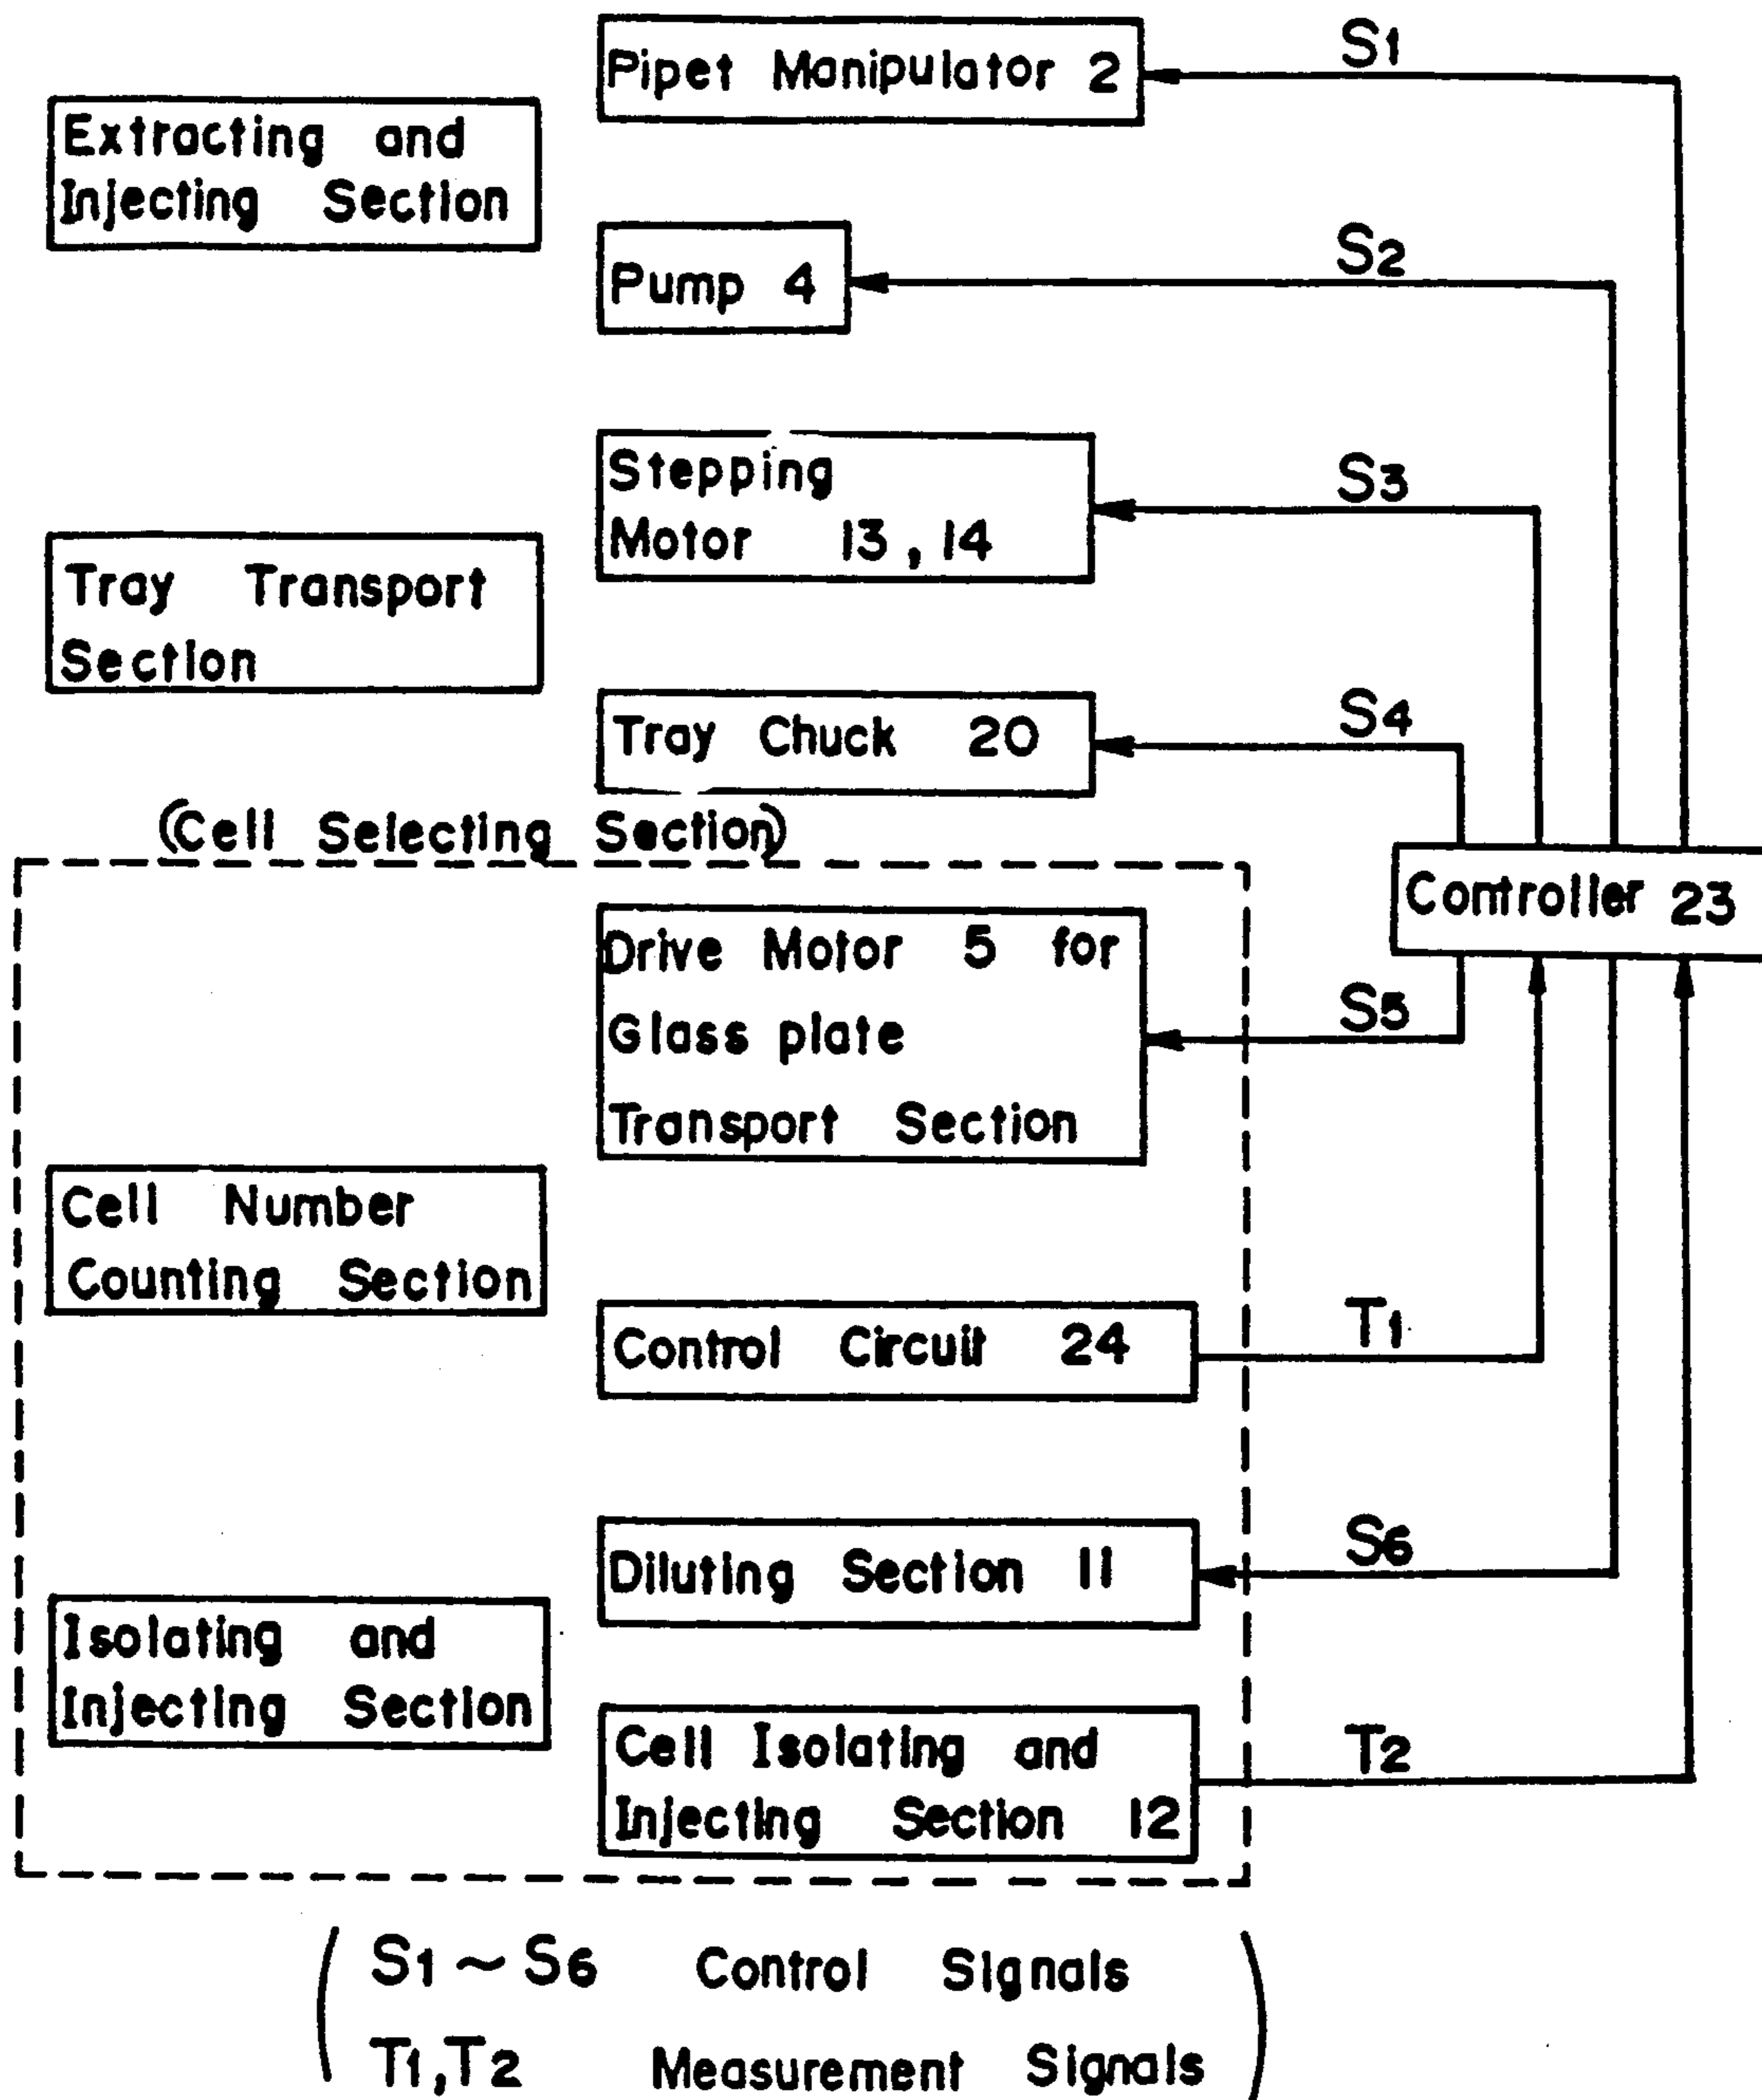 Pipet Manipulator 2
S1
Extracting and
Injecting Section
Pump 4
S2
Stepping
Motor 13, 14
S3
Tray Transport
Section
Tray Chuck 20
S4
(Cell Selecting Section)
Controller 23
Drive Motor 5 for
Glass plate
Transport Section
S5
Cell Number
Counting Section
Control Circuit 24
T1
Diluting Section 11
S6
Isolating and
Injecting Section
Cell Isolating and
Injecting Section 12
T2
S1 ~ S6 Control Signals
T1, T2 Measurement Signals